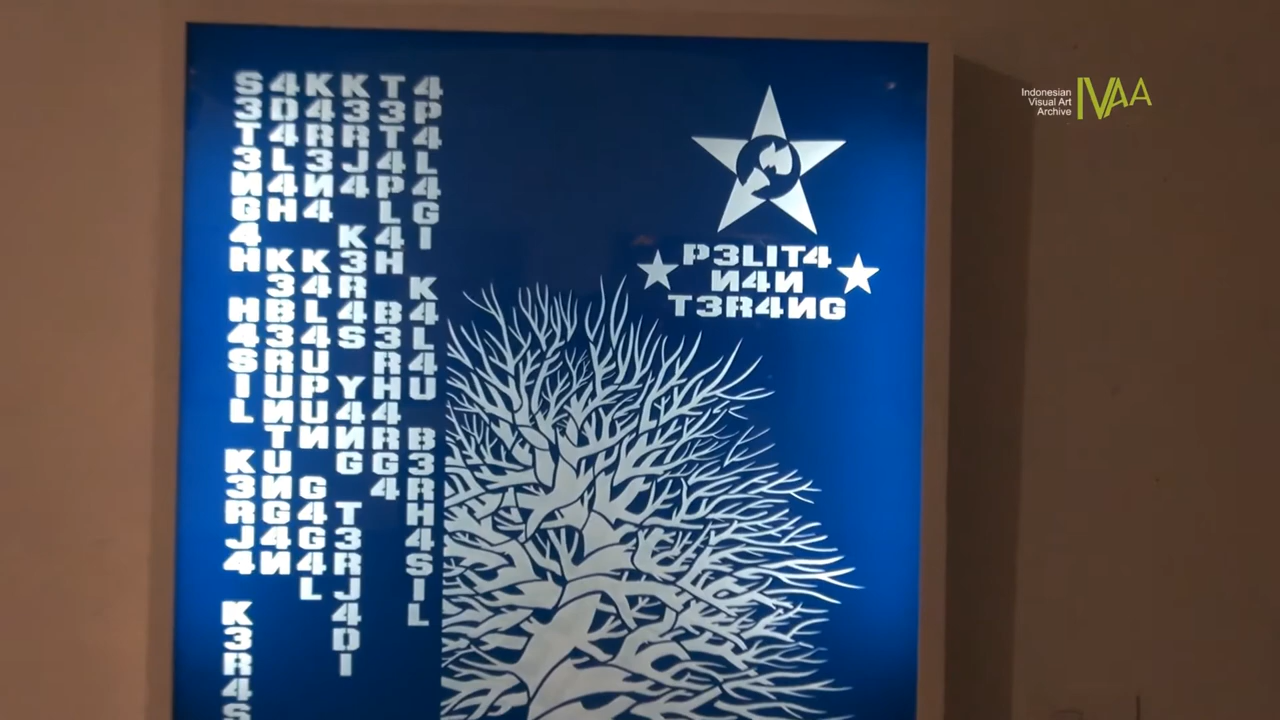 S3T3ИG4H H4SIL K3RJ4 K3R4S
4D4L4H K3B3RUИTUИG4И
K4R3И4 K4L4UPUИ G4G4L
K3RJ4 K3R4S Y4ИG T3RJ4DI
T3T4PL4H B3RH4RG4
4P4L4GI K4L4U B3RH4SIL
P3LIT4
И4И
T3R4ИG
Indonesian
Visual Art
Archive
IVAA